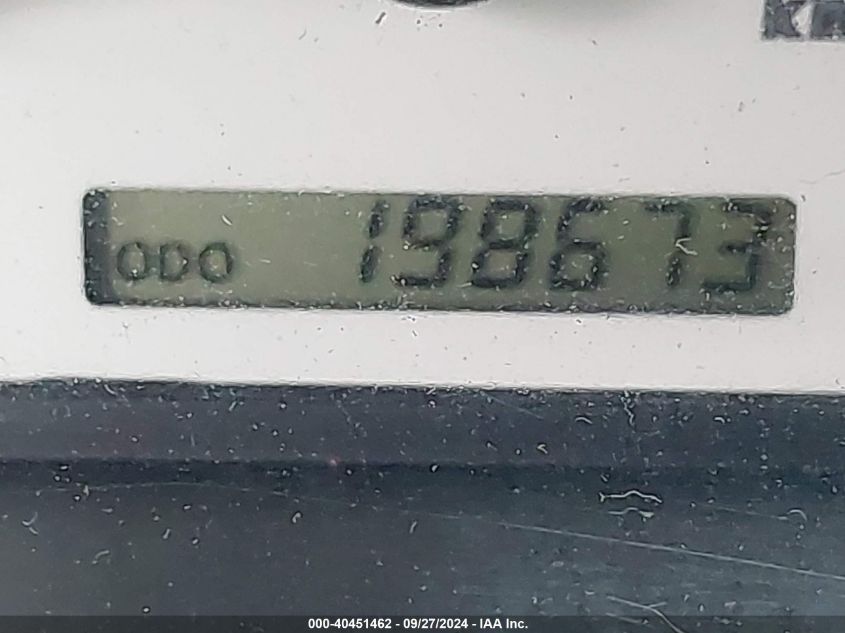 ODO 198673
000-40451462 - 09/27/2024 - IAA Inc.